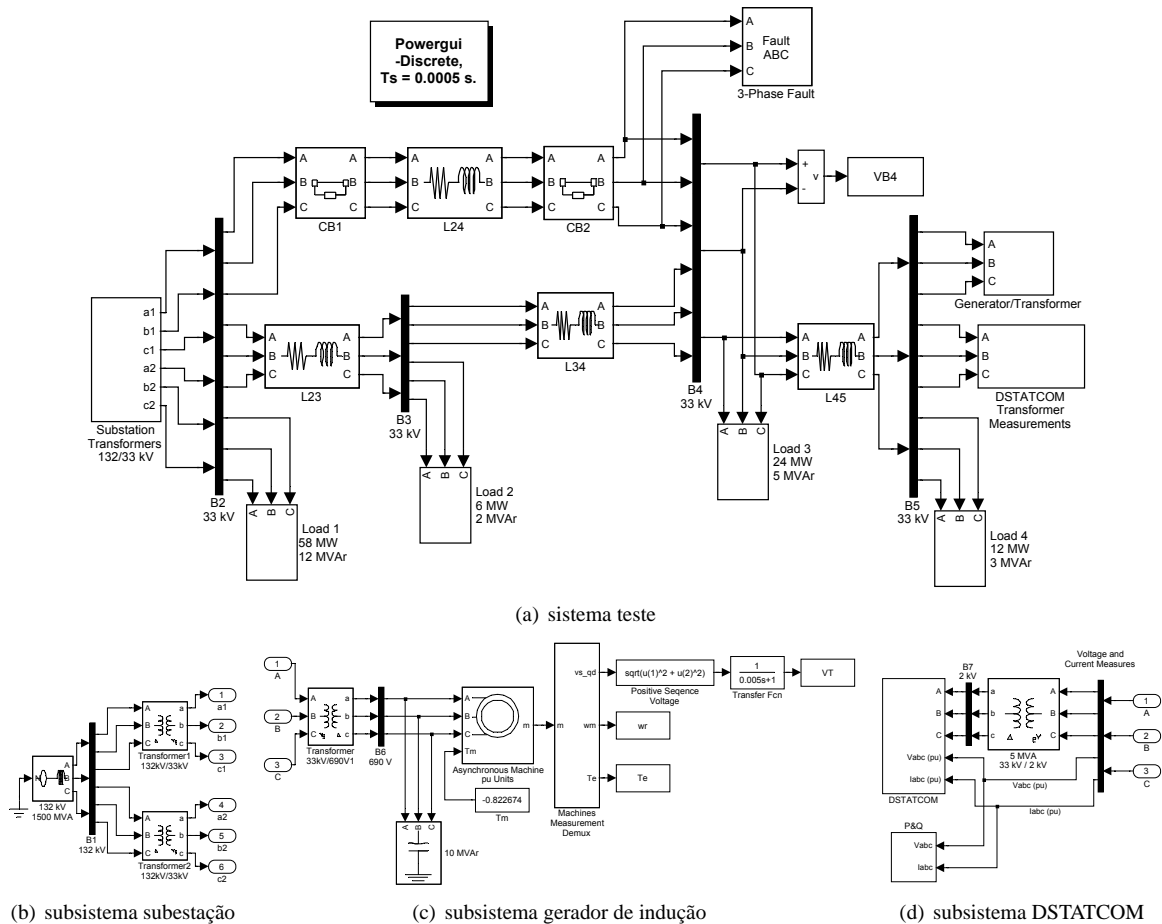 Powergui
-Discrete,
Ts = 0.0005 s.
A
B
C
Fault
ABC
3-Phase Fault
A
B
C
A
B
C
CB1
A
B
C
A
B
C
L24
A
B
C
A
B
C
CB2
+
-
v
VB4
a1
b1
c1
a2
b2
c2
Substation
Transformers
132/33 kV
B2
33 kV
A
B
C
A
B
C
L23
B3
33 kV
A
B
C
A
B
C
L34
B4
33 kV
A
B
C
A
B
C
L45
B5
33 kV
A
B
C
Generator/Transformer
A
B
C
DSTATCOM
Transformer
Measurements
A
B
C
Load 1
58 MW
12 MVAr
A
B
C
Load 2
6 MW
2 MVAr
A
B
C
Load 3
24 MW
5 MVAr
A
B
C
Load 4
12 MW
3 MVAr
(a) sistema teste
N
A
B
C
132 kV
1500 MVA
B1
132 kV
A
B
C
a
b
c
Transformer1
132kV/33kV
1
a1
2
b1
3
c1
A
B
C
a
b
c
Transformer2
132kV/33kV
4
a2
5
b2
6
c2
(b) subsistema subestação
1
A
2
B
3
C
A
B
C
a
b
c
Transformer
33kV/690V1
B6
690 V
A
B
C
Tm
m
Asynchronous Machine
pu Units
-0.822674
Tm
A
B
C
10 MVAr
m
vs_qd
wm
Te
Machines
Measurement
Demux
sqrt(u(1)^2 + u(2)^2)
Positive Seqence
Voltage
1
0.005s+1
Transfer Fcn
VT
wr
Te
(c) subsistema gerador de indução
Voltage and
Current Measures
B7
2 kV
A
B
C
Vabc (pu)
Iabc (pu)
DSTATCOM
a
b
c
A
B
C
5 MVA
33 kV / 2 kV
1
A
2
B
3
C
Vabc (pu)
Iabc (pu)
P&Q
Vabc
Iabc
(d) subsistema DSTATCOM